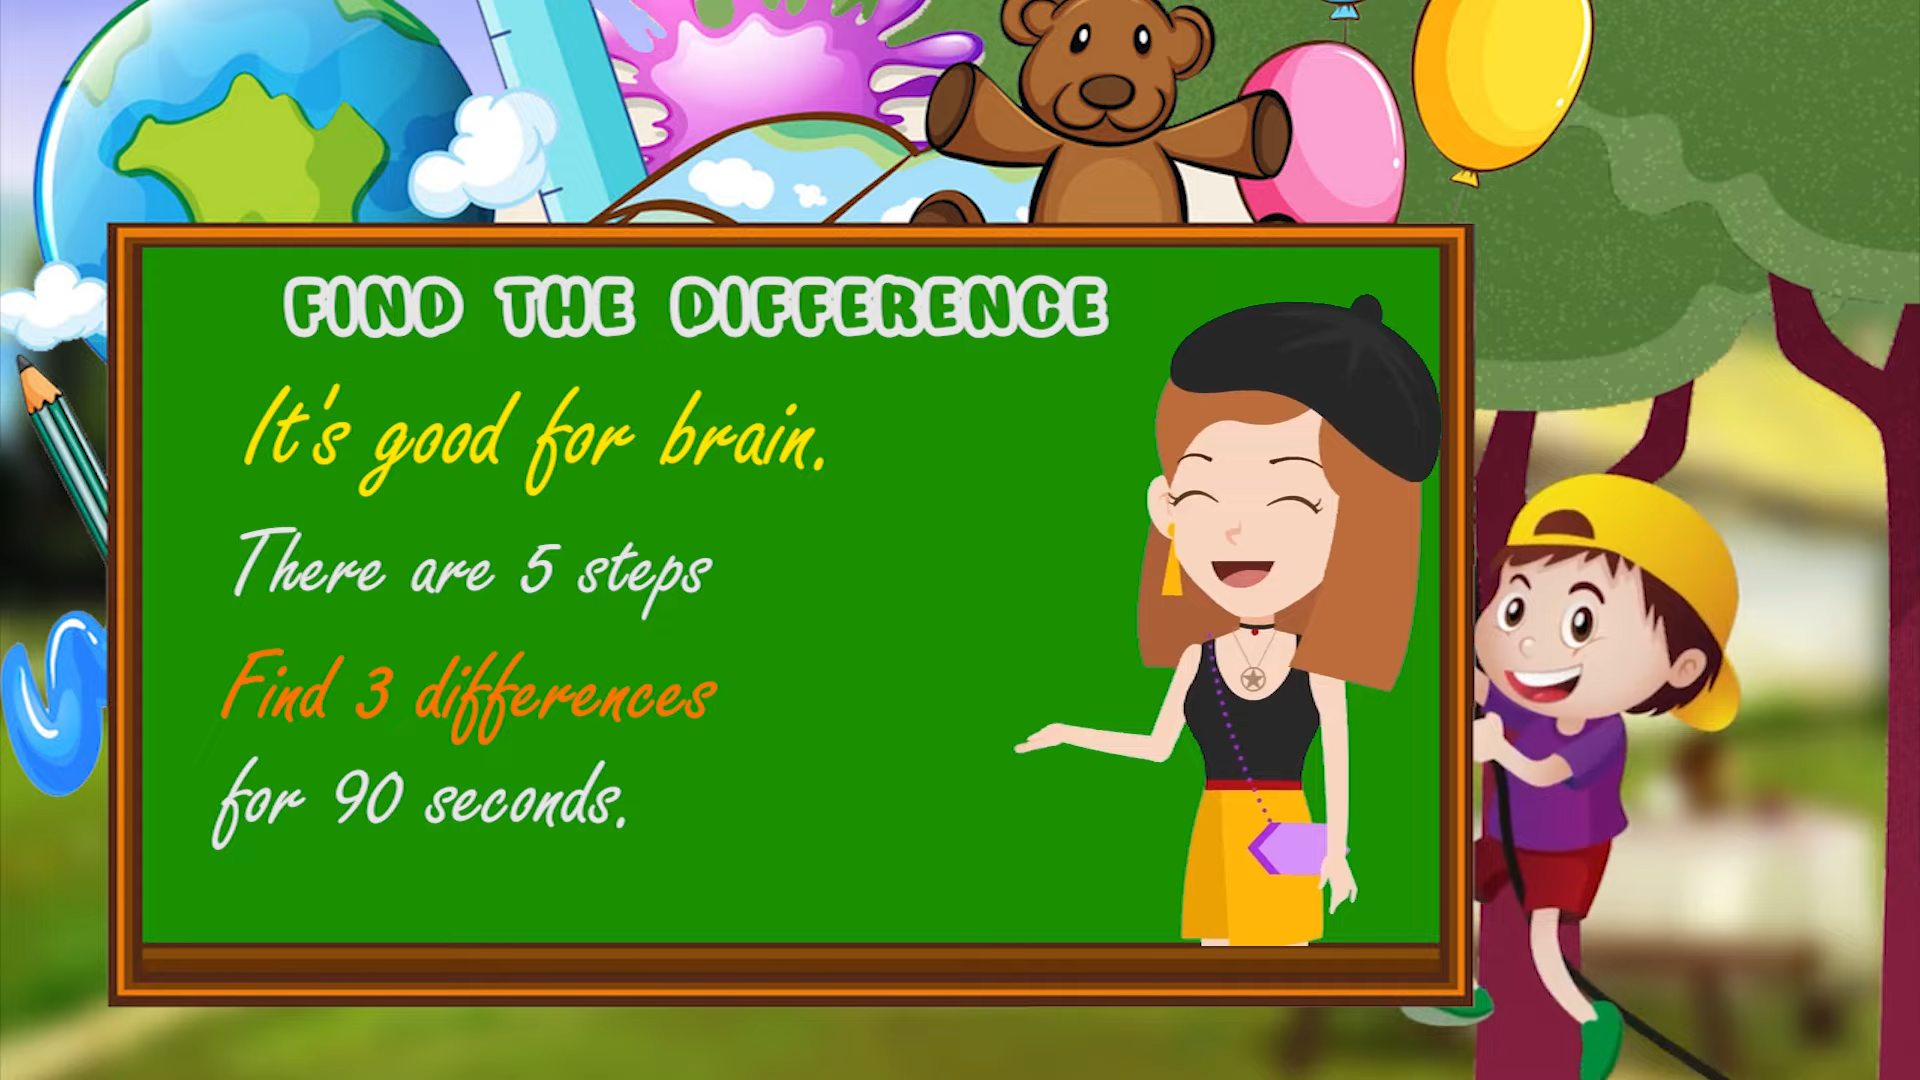 FIND THE DIFFERENCE
It's good for brain.
There are 5 steps
Find 3 differences
for 90 seconds.